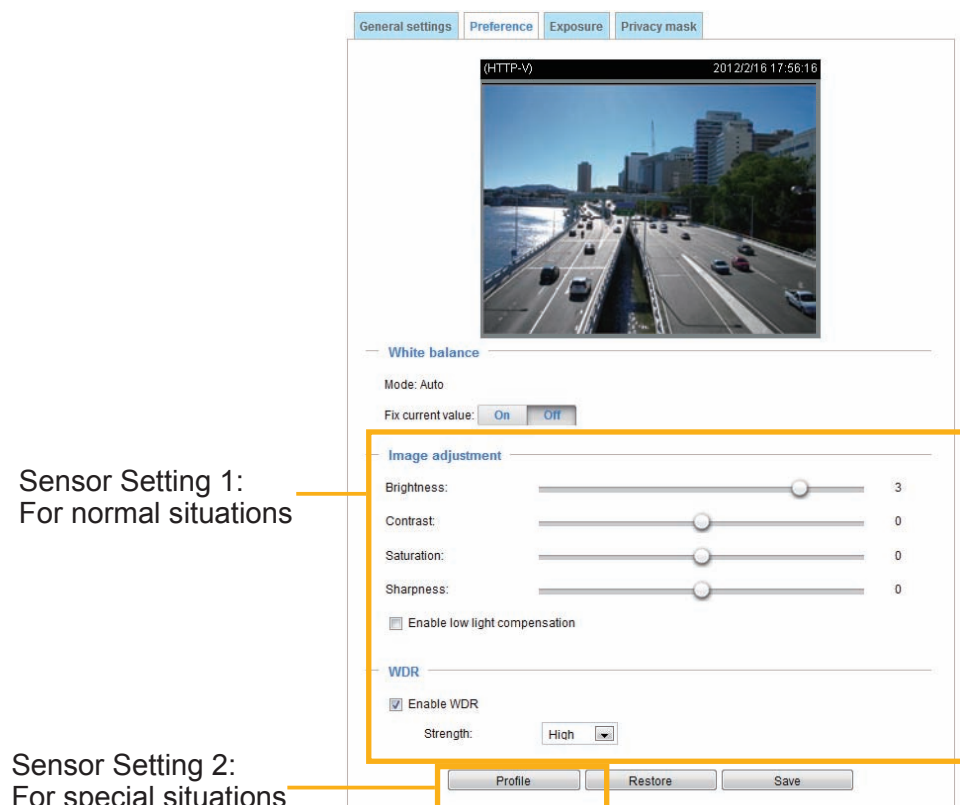 General settings Preference Exposure Privacy mask
(HTTP-V) 2012/2/16 17:56:16
White balance
Mode: Auto
Fix current value: On Off
Sensor Setting 1:
For normal situations
Image adjustment
Brightness: 3
Contrast: 0
Saturation: 0
Sharpness: 0
Enable low light compensation
WDR
Enable WDR
Strength: High
Sensor Setting 2:
For special situations
Profile Restore Save